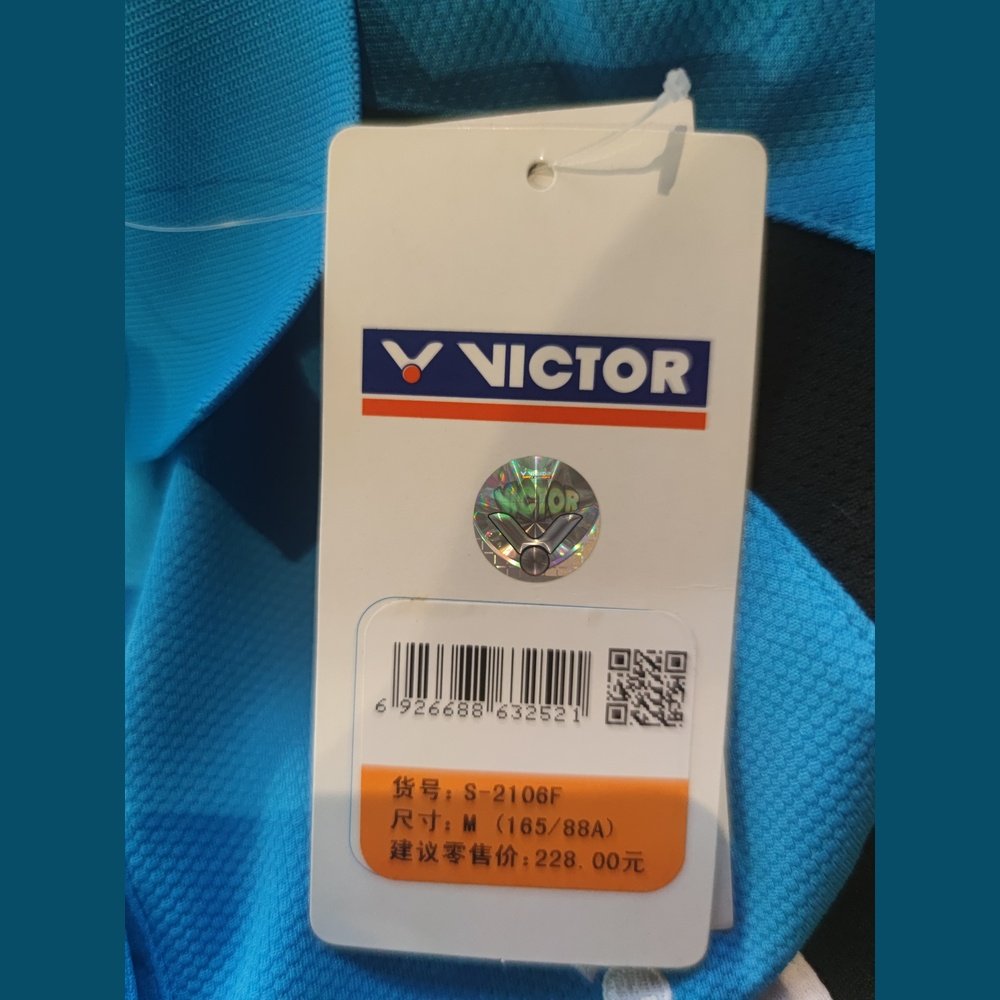 VICTOR
VICTOR
6 926688 632521
货号: S-2106F
尺寸: M (165/88A)
建议零售价: 228.00元